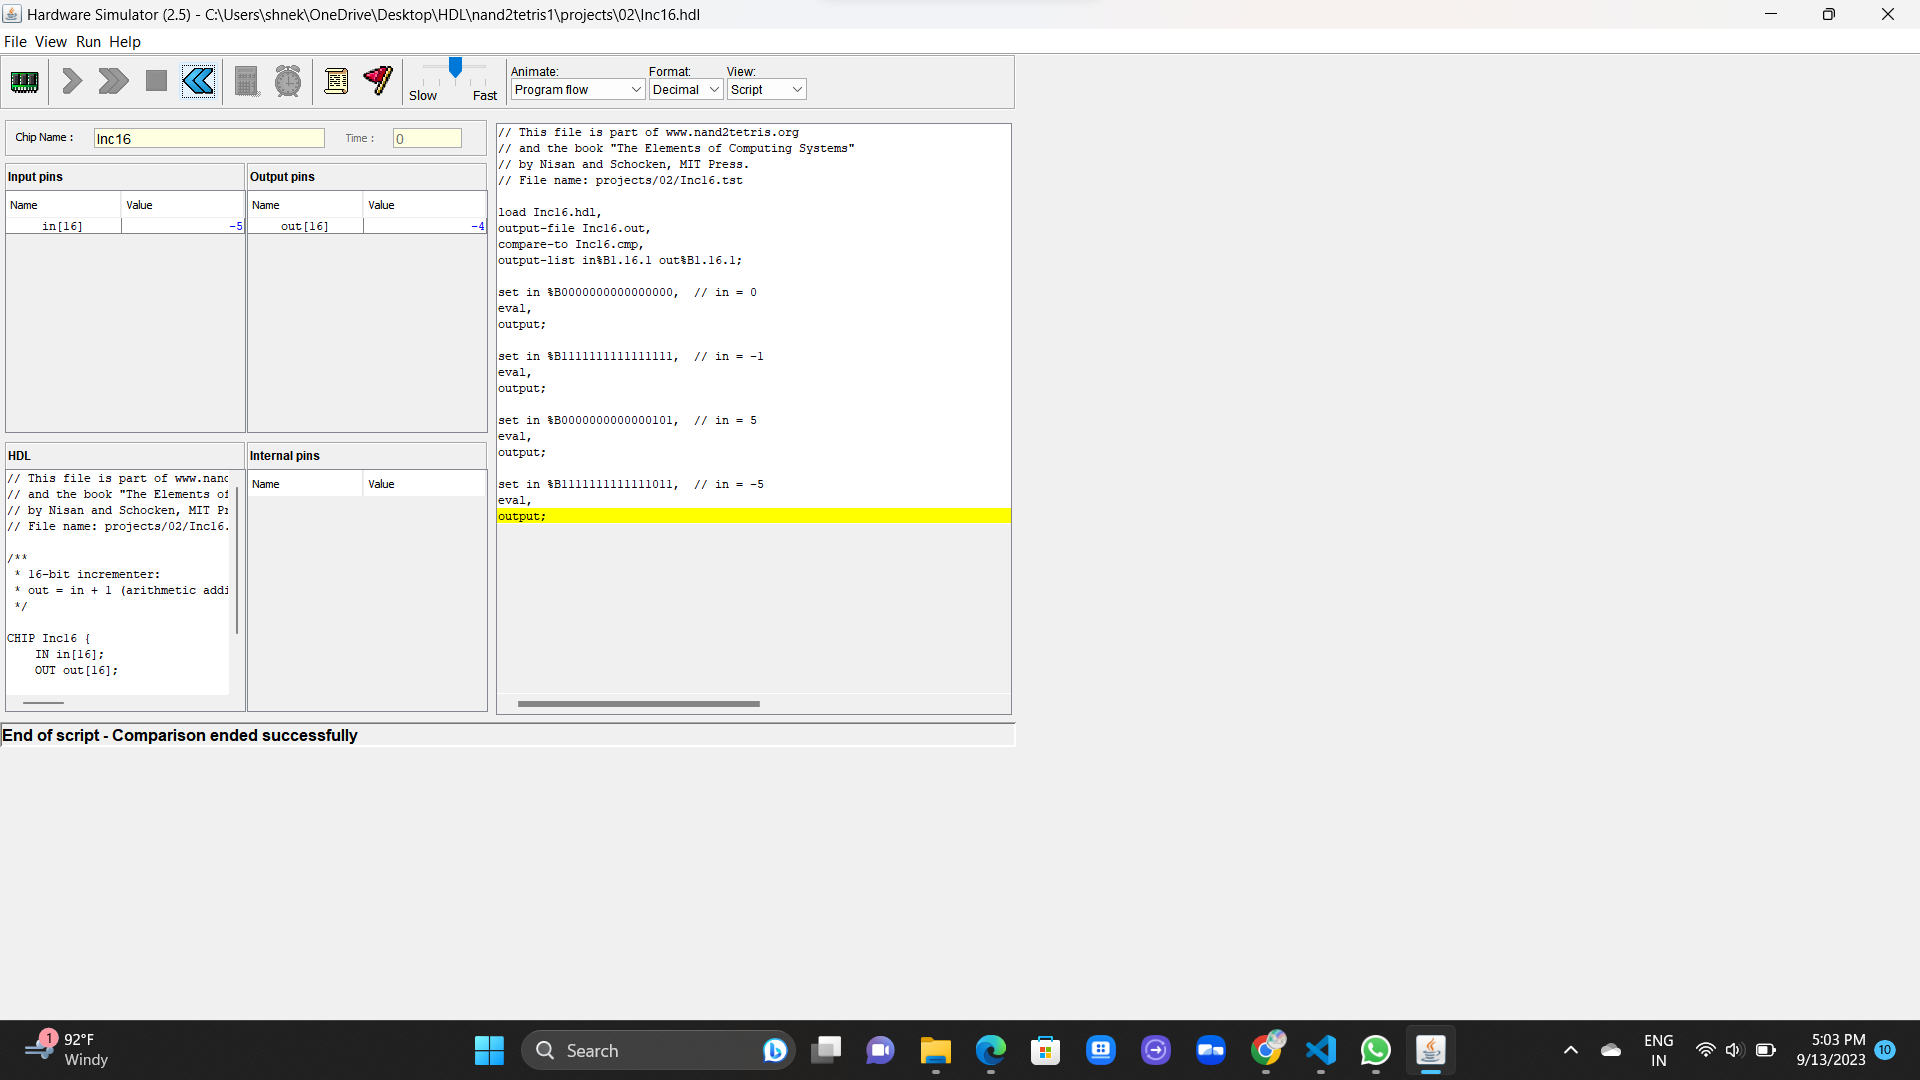 Hardware Simulator (2.5) - C:\Users\shnek\OneDrive\Desktop\HDL\nand2tetris1\projects\02\Inc16.hdl
File View Run Help
Slow Fast
Animate:
Program flow
Format:
Decimal
View:
Script
Chip Name : Inc16 Time : 0
Input pins
Name Value
in[16] -5
Output pins
Name Value
out[16] -4
HDL
// This file is part of www.nand
// and the book "The Elements of
// by Nisan and Schocken, MIT Pr
// File name: projects/02/Inc16.
/**
* 16-bit incrementer:
* out = in + 1 (arithmetic addi
*/
CHIP Inc16 {
IN in[16];
OUT out[16];
Internal pins
Name Value
// This file is part of www.nand2tetris.org
// and the book "The Elements of Computing Systems"
// by Nisan and Schocken, MIT Press.
// File name: projects/02/Inc16.tst
load Inc16.hdl,
output-file Inc16.out,
compare-to Inc16.cmp,
output-list in%B1.16.1 out%B1.16.1;
set in %B0000000000000000,  // in = 0
eval,
output;
set in %B1111111111111111,  // in = -1
eval,
output;
set in %B0000000000000101,  // in = 5
eval,
output;
set in %B1111111111111011,  // in = -5
eval,
output;
End of script - Comparison ended successfully
1
92°F
Windy
Search
ENG
IN
5:03 PM
9/13/2023
10